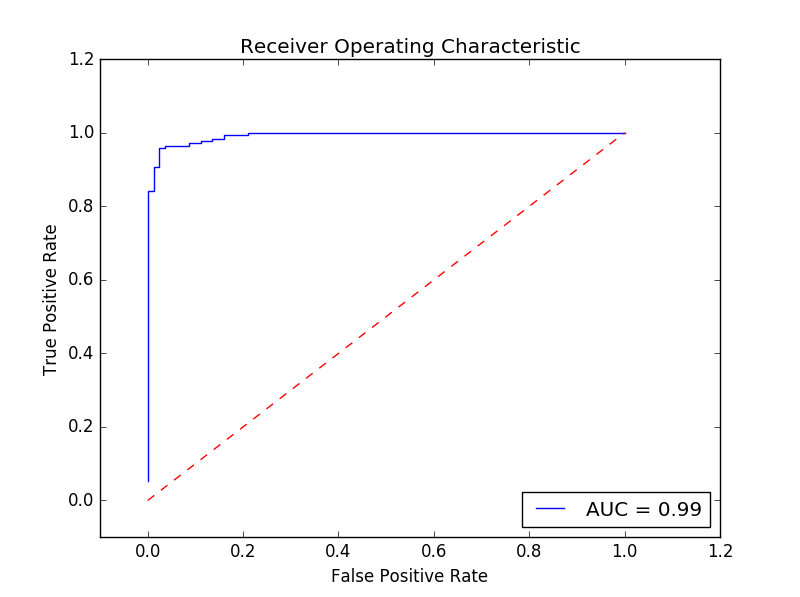 Receiver Operating Characteristic
1.2
1.0
0.8
0.6
0.4
0.2
0.0
True Positive Rate
AUC = 0.99
0.0 0.2 0.4 0.6 0.8 1.0 1.2
False Positive Rate